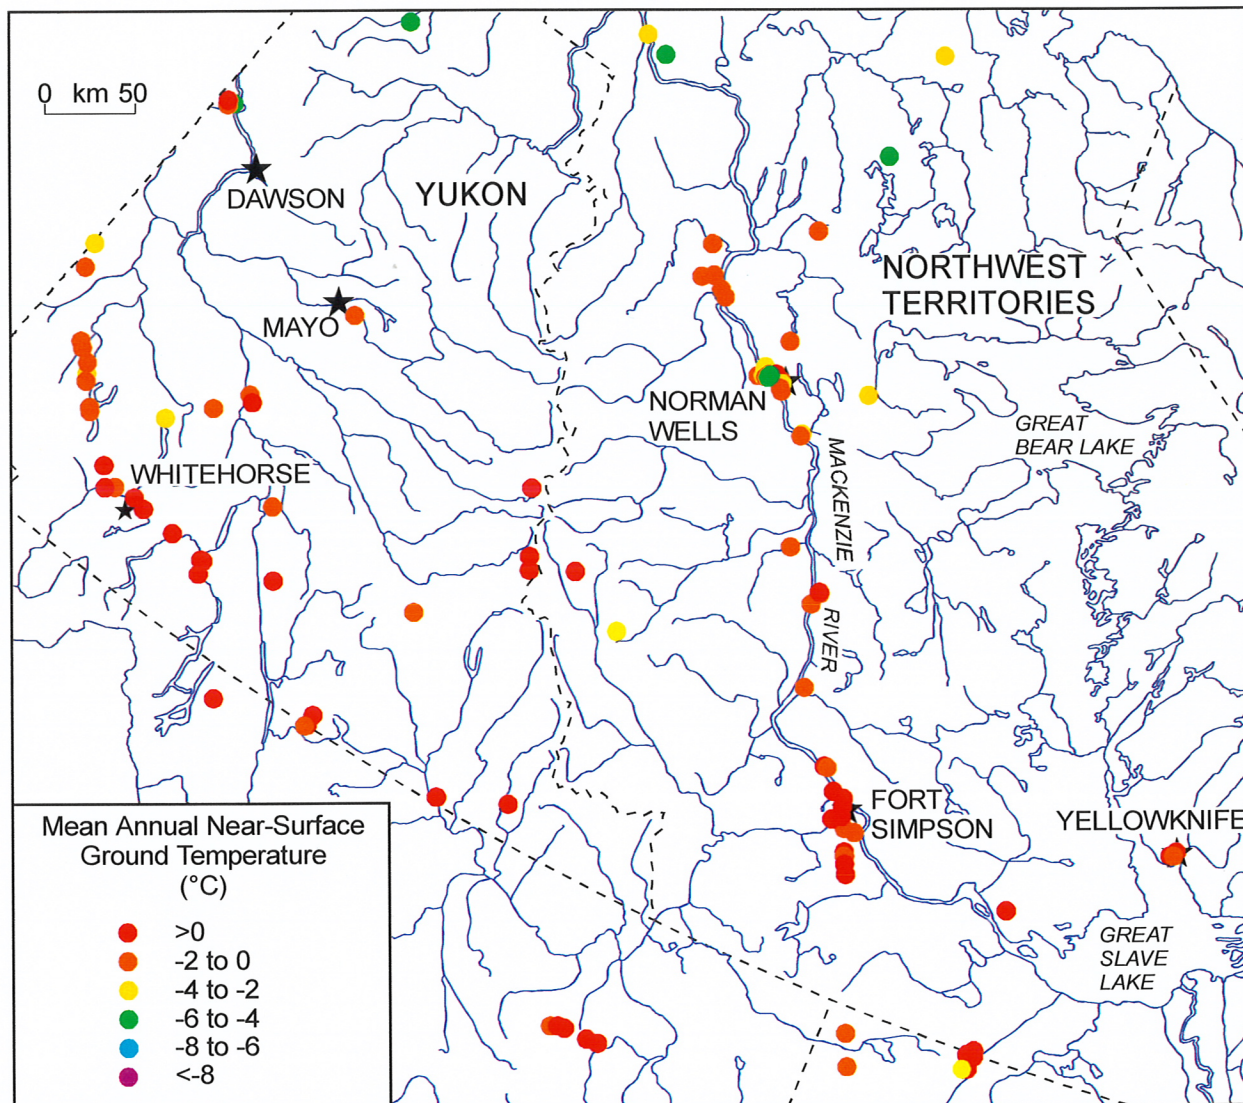 0 km 50
DAWSON
YUKON
NORTHWEST
TERRITORIES
MAYO
NORMAN
WELLS
GREAT
BEAR LAKE
MACKENZIE
WHITEHORSE
RIVER
FORT
SIMPSON
YELLOWKNIFE
GREAT
SLAVE
LAKE
Mean Annual Near-Surface
Ground Temperature
(°C)
>0
-2 to 0
-4 to -2
-6 to -4
-8 to -6
<-8